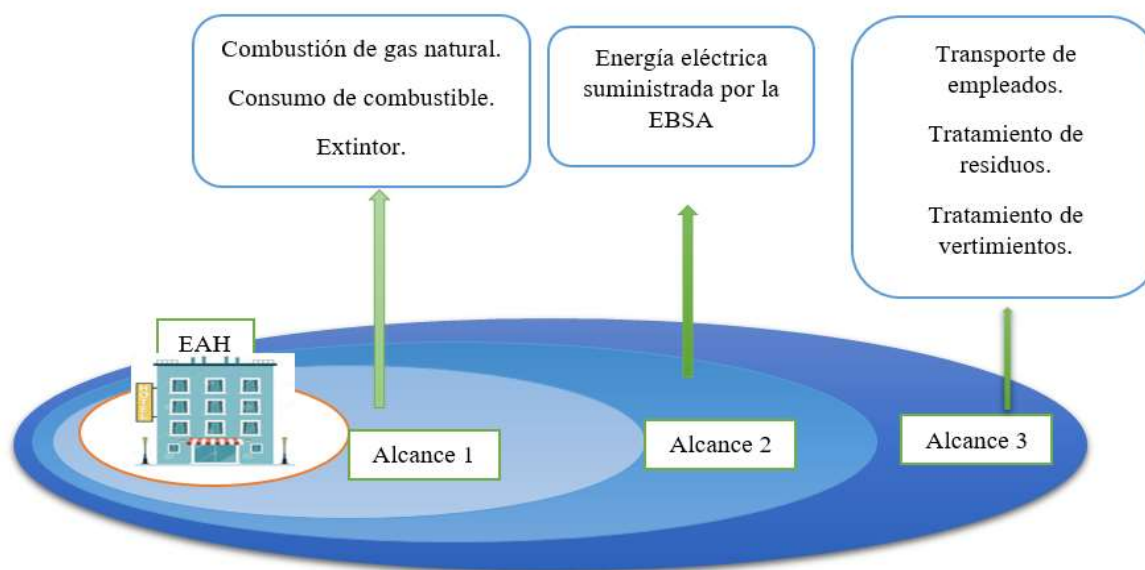 Combustión de gas natural.
Consumo de combustible.
Extintor.
Energía eléctrica
suministrada por la
EBSA
Transporte de
empleados.
Tratamiento de
residuos.
Tratamiento de
vertimientos.
EAH
HOTEL
Alcance 1
Alcance 2
Alcance 3